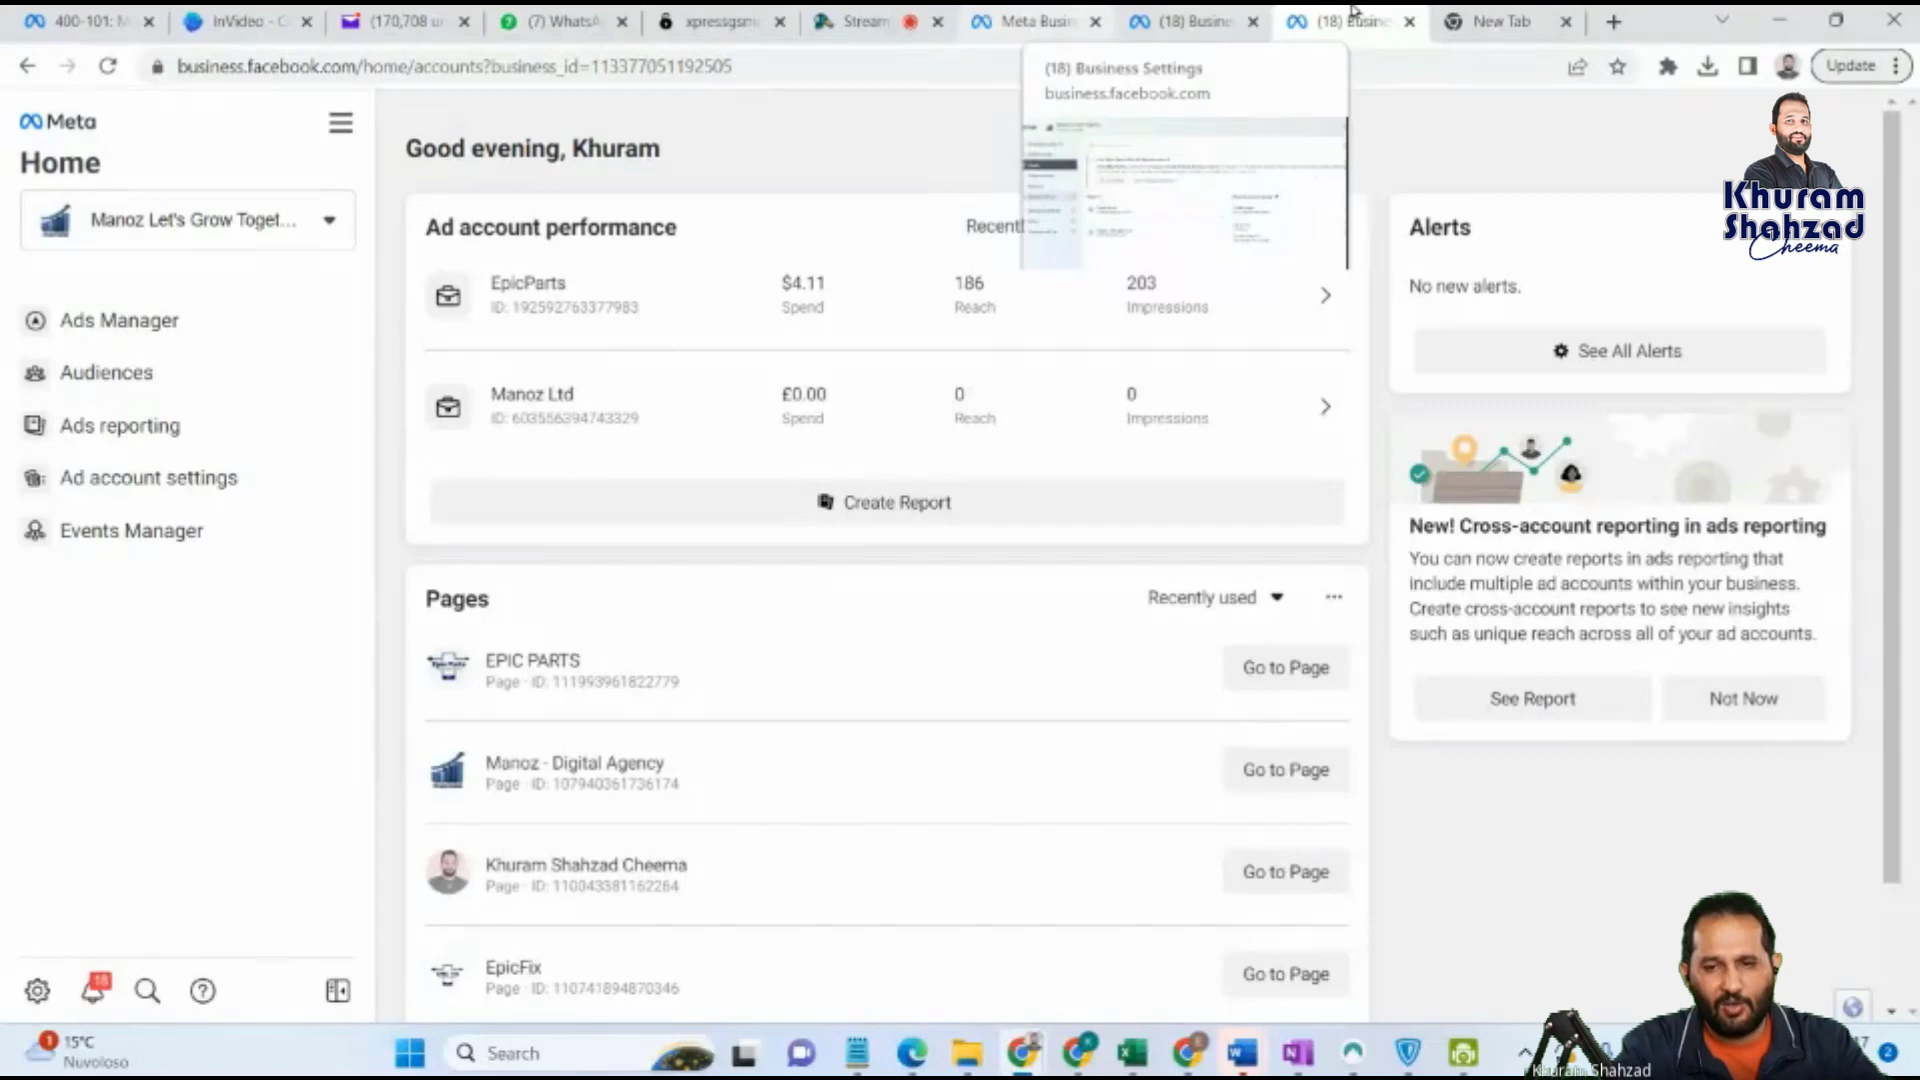 400-101: M
InVideo - C
(170,708 u
(7) WhatsA
xpressgsm
Stream
Meta Busin
(18) Busine
(18) Busine
New Tab
business.facebook.com/home/accounts?business_id=113377051192505
Update
(18) Business Settings
business.facebook.com
Meta
Home
Manoz Let's Grow Toget...
Ads Manager
Audiences
Ads reporting
Ad account settings
Events Manager
18
Good evening, Khuram
Ad account performance
Recentl
EpicParts
ID: 192592763377983
$4.11
Spend
186
Reach
203
Impressions
Manoz Ltd
ID: 603556394743329
£0.00
Spend
0
Reach
0
Impressions
Create Report
Pages
Recently used
EPIC PARTS
Page · ID: 111993961822779
Go to Page
Manoz - Digital Agency
Page · ID: 107940361736174
Go to Page
Khuram Shahzad Cheema
Page · ID: 110043381162264
Go to Page
EpicFix
Page · ID: 110741894870346
Go to Page
Alerts
No new alerts.
See All Alerts
New! Cross-account reporting in ads reporting
You can now create reports in ads reporting that
include multiple ad accounts within your business.
Create cross-account reports to see new insights
such as unique reach across all of your ad accounts.
See Report
Not Now
Khuram
Shahzad
Cheema
1
15°C
Nuvoloso
Search
2
Khuram Shahzad